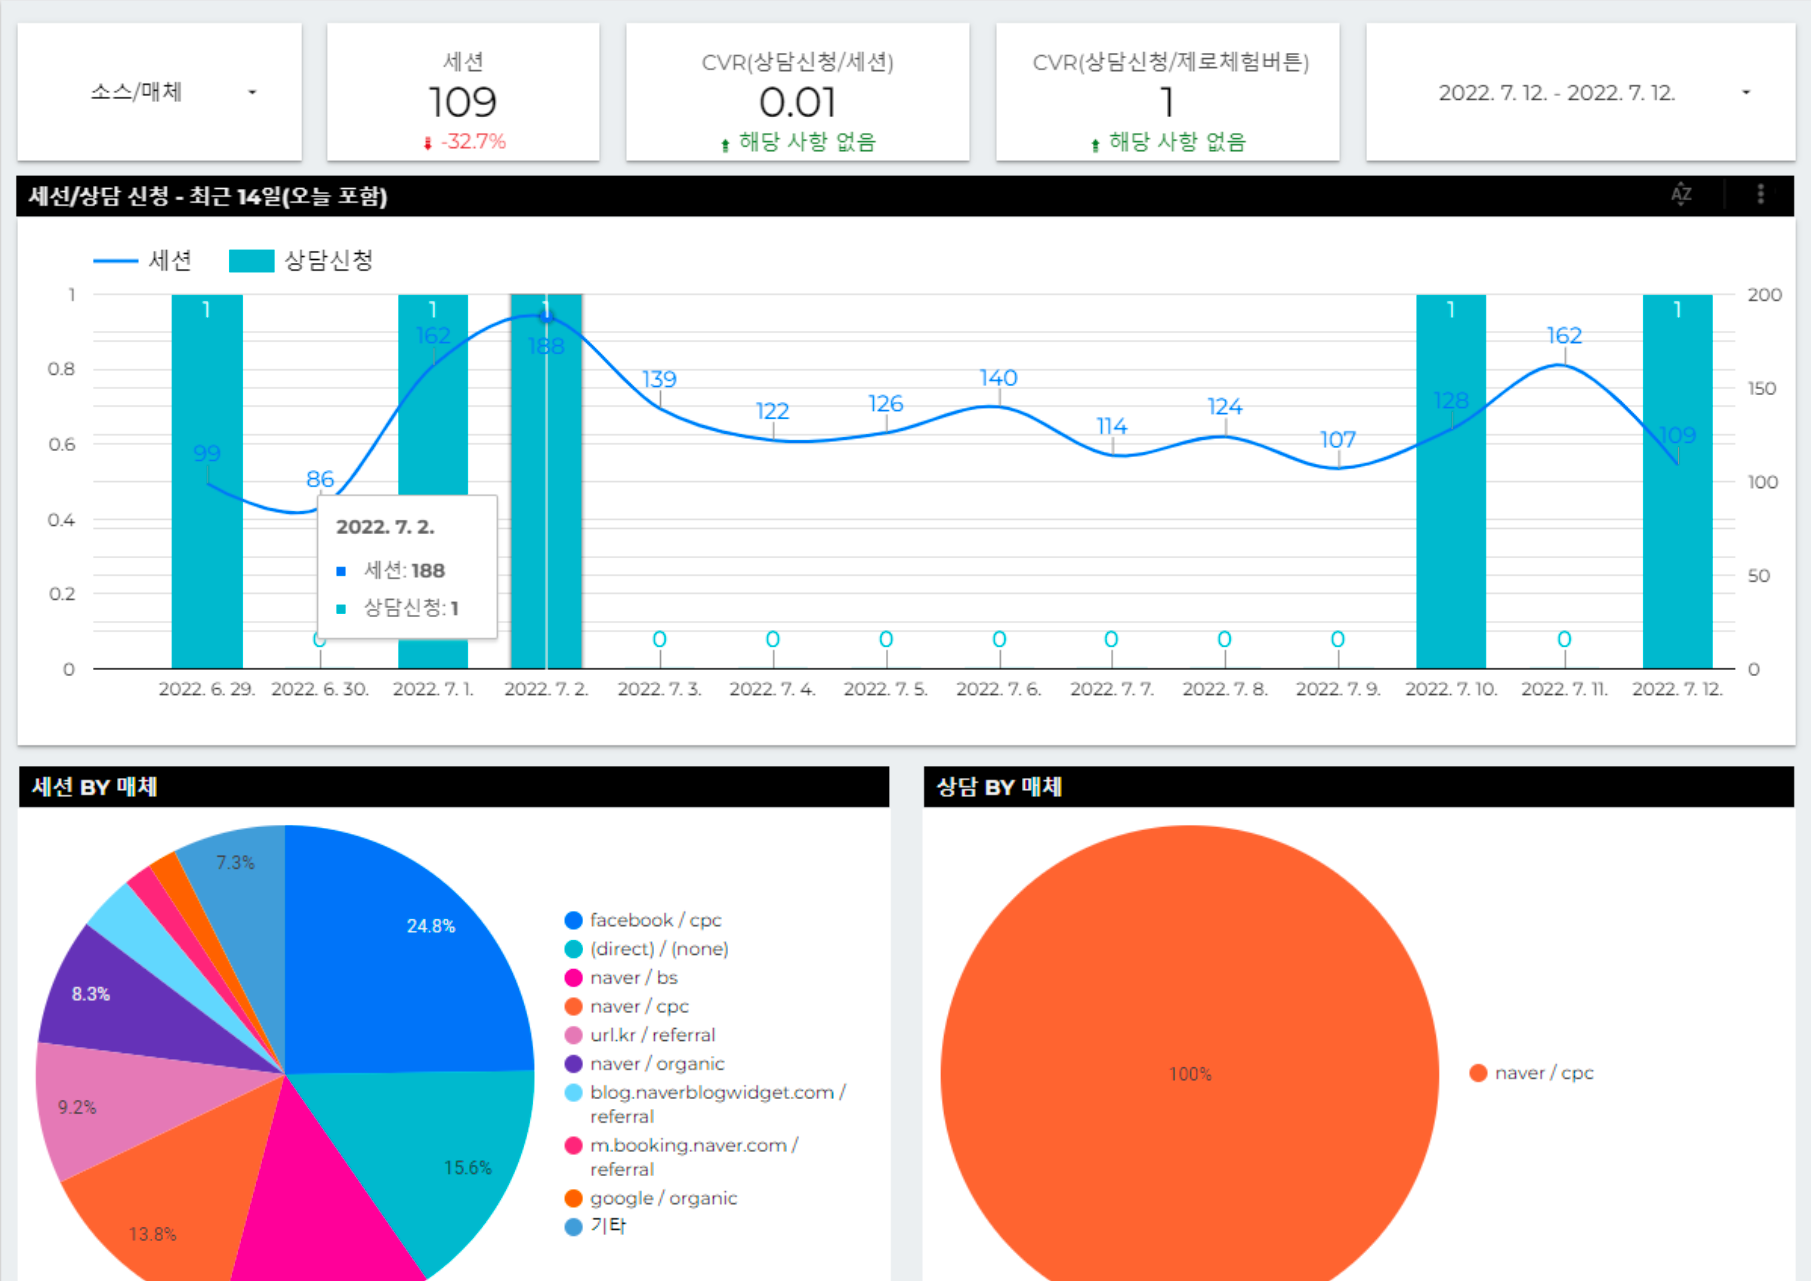 소스/매체
세션
109
-32.7%
CVR(상담신청/세션)
0.01
해당 사항 없음
CVR(상담신청/제로체험버튼)
1
해당 사항 없음
2022. 7. 12. - 2022. 7. 12.
세선/상담 신청 - 최근 14일(오늘 포함)
AZ
세션
상담신청
1
0.8
0.6
0.4
0.2
0
200
150
100
50
0
1
1
1
1
1
99
86
162
188
139
122
126
140
114
124
107
128
162
109
0
0
0
0
0
0
0
0
0
2022. 7. 2.
세션: 188
상담신청: 1
2022. 6. 29.
2022. 6. 30.
2022. 7. 1.
2022. 7. 2.
2022. 7. 3.
2022. 7. 4.
2022. 7. 5.
2022. 7. 6.
2022. 7. 7.
2022. 7. 8.
2022. 7. 9.
2022. 7. 10.
2022. 7. 11.
2022. 7. 12.
세션 BY 매체
7.3%
24.8%
8.3%
9.2%
15.6%
13.8%
facebook / cpc
(direct) / (none)
naver / bs
naver / cpc
url.kr / referral
naver / organic
blog.naverblogwidget.com /
referral
m.booking.naver.com /
referral
google / organic
기타
상담 BY 매체
100%
naver / cpc